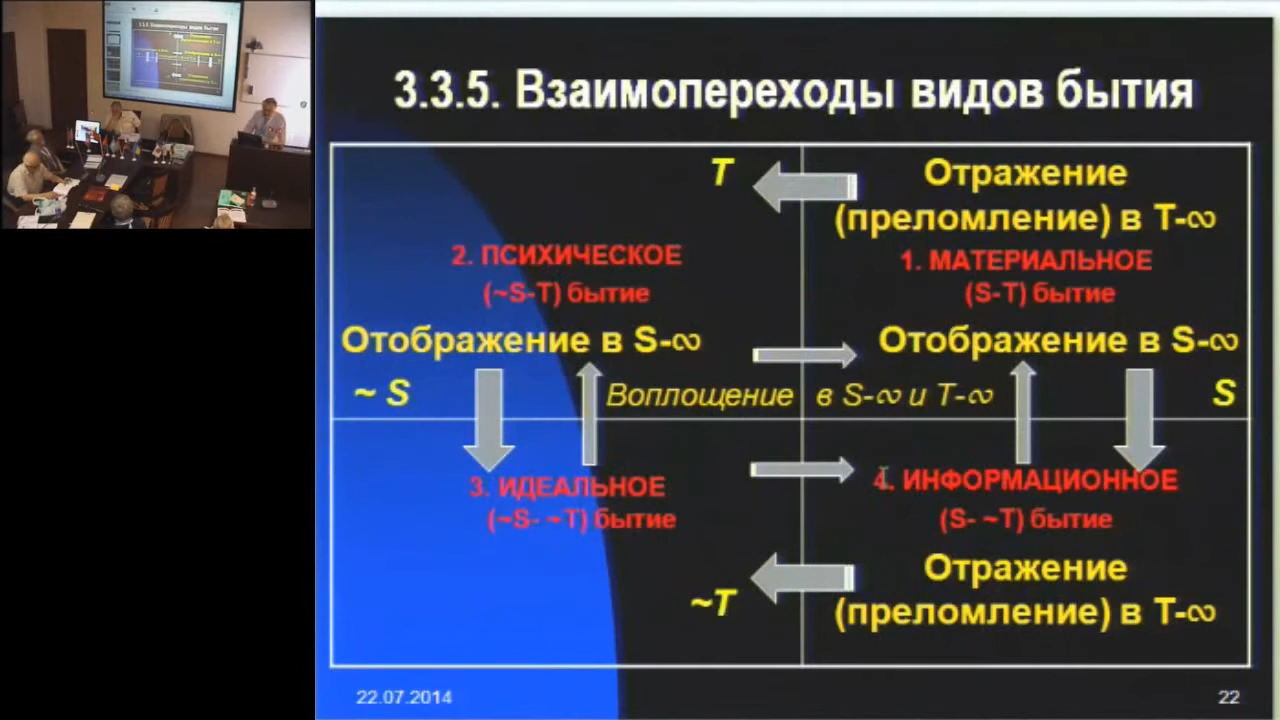 3.3.5. Взаимопереходы видов бытия
T
Отражение
(преломление) в T-∞
2. ПСИХИЧЕСКОЕ
(~S-T) бытие
1. МАТЕРИАЛЬНОЕ
(S-T) бытие
Отображение в S-∞
Отображение в S-∞
~ S
Воплощение в S-∞ и T-∞
S
3. ИДЕАЛЬНОЕ
(~S- ~T) бытие
4. ИНФОРМАЦИОННОЕ
(S- ~T) бытие
~T
Отражение
(преломление) в T-∞
22.07.2014
22